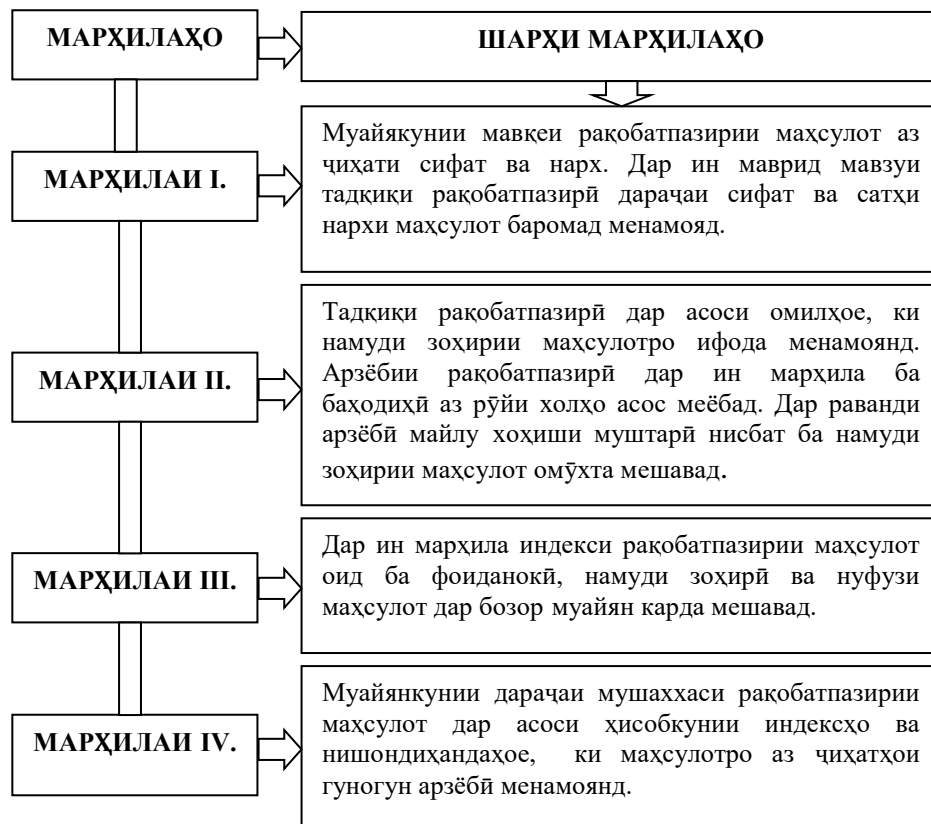 МАРҲИЛАҲО
ШАРҲИ МАРҲИЛАҲО
МАРҲИЛАИ I.
Муайякунии мавқеи рақобатпазирии маҳсулот аз
ҷиҳати сифат ва нарх. Дар ин маврид мавзуи
тадқиқи рақобатпазирӣ дараҷаи сифат ва сатҳи
нархи маҳсулот баромад менамояд.
МАРҲИЛАИ II.
Тадқиқи рақобатпазирӣ дар асоси омилҳое, ки
намуди зоҳирии маҳсулотро ифода менамоянд.
Арзёбии рақобатпазирӣ дар ин марҳила ба
баҳодиҳӣ аз рӯйи холҳо асос меёбад. Дар раванди
арзёбӣ майлу хоҳиши муштарӣ нисбат ба намуди
зоҳирии маҳсулот омӯхта мешавад.
МАРҲИЛАИ III.
Дар ин марҳила индекси рақобатпазирии маҳсулот
оид ба фоиданокӣ, намуди зоҳирӣ ва нуфузи
маҳсулот дар бозор муайян карда мешавад.
МАРҲИЛАИ IV.
Муайянкунии дараҷаи мушаххаси рақобатпазирии
маҳсулот дар асоси ҳисобкунии индексҳо ва
нишондиҳандаҳое, ки маҳсулотро аз ҷиҳатҳои
гуногун арзёбӣ менамоянд.